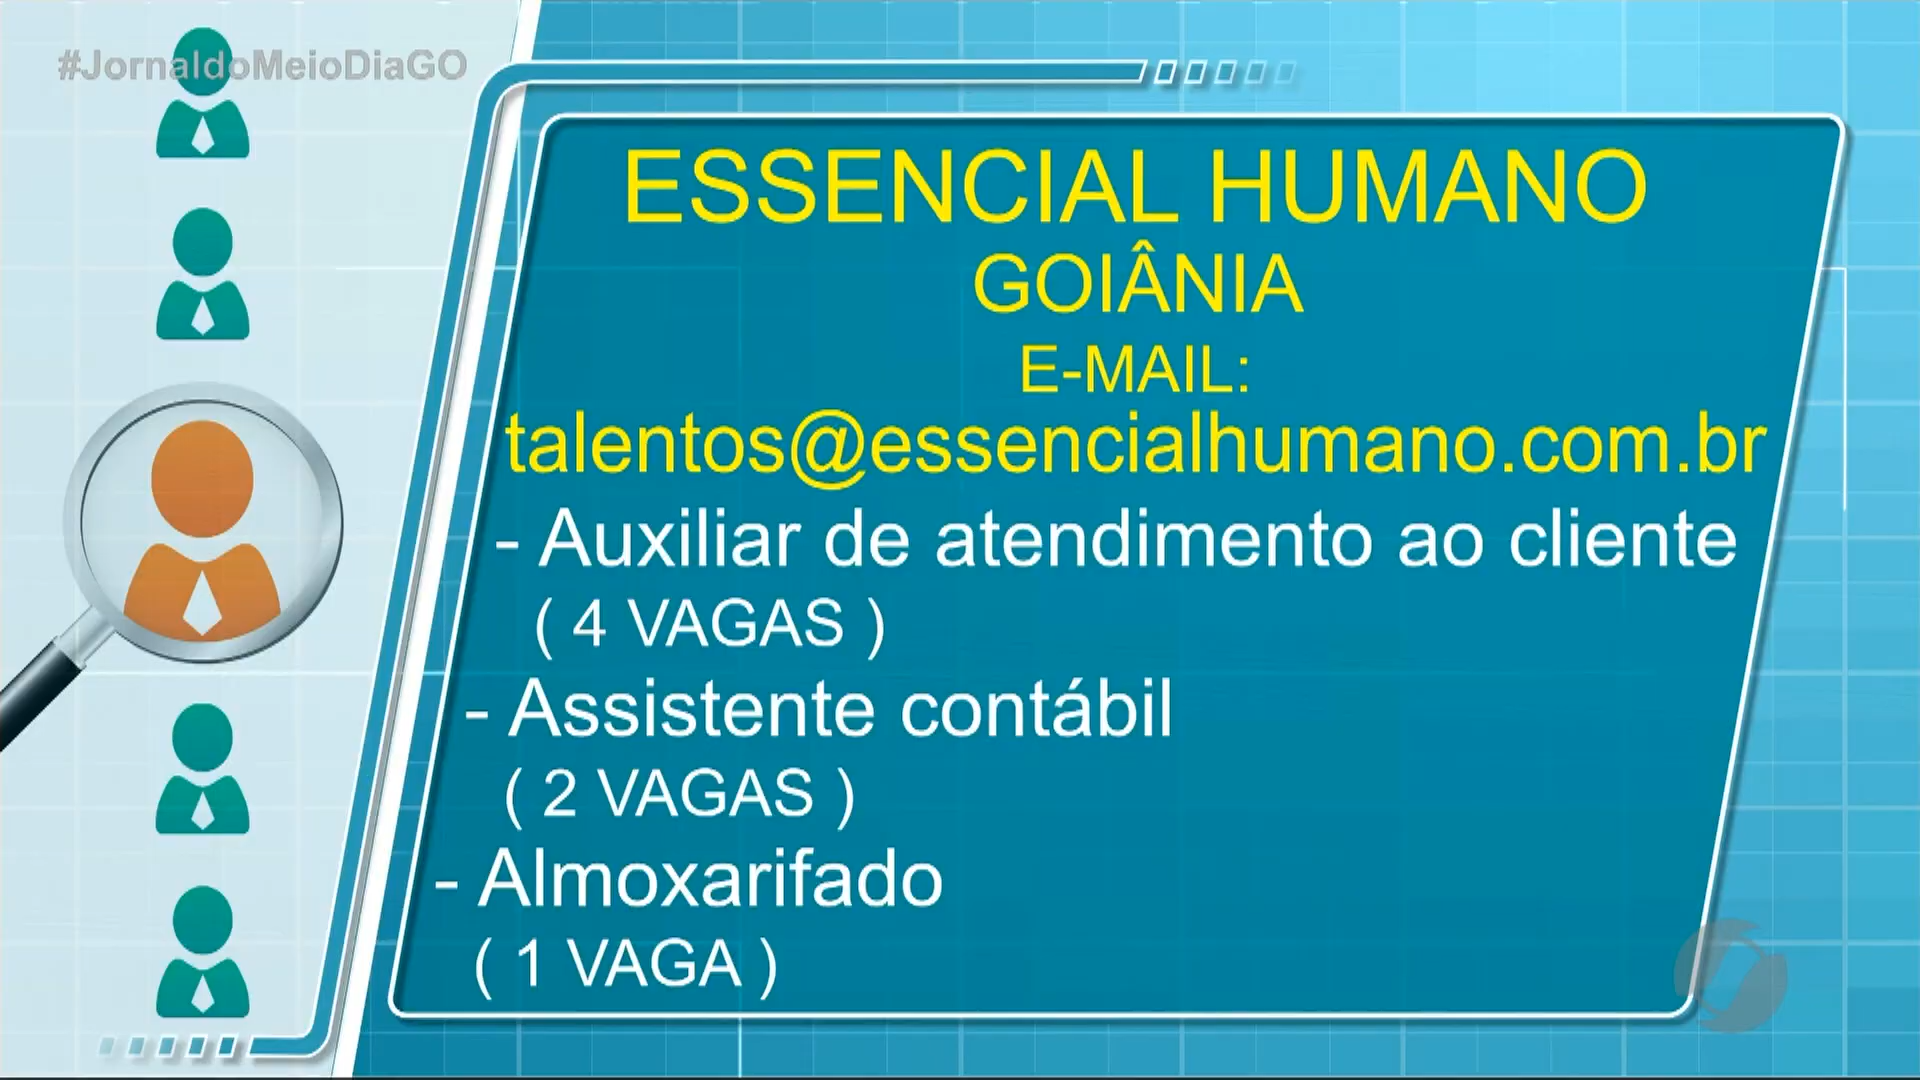 #JornaldoMeioDiaGO
ESSENCIAL HUMANO
GOIÂNIA
E-MAIL:
talentos@essencialhumano.com.br
- Auxiliar de atendimento ao cliente
( 4 VAGAS )
- Assistente contábil
( 2 VAGAS )
- Almoxarifado
( 1 VAGA )